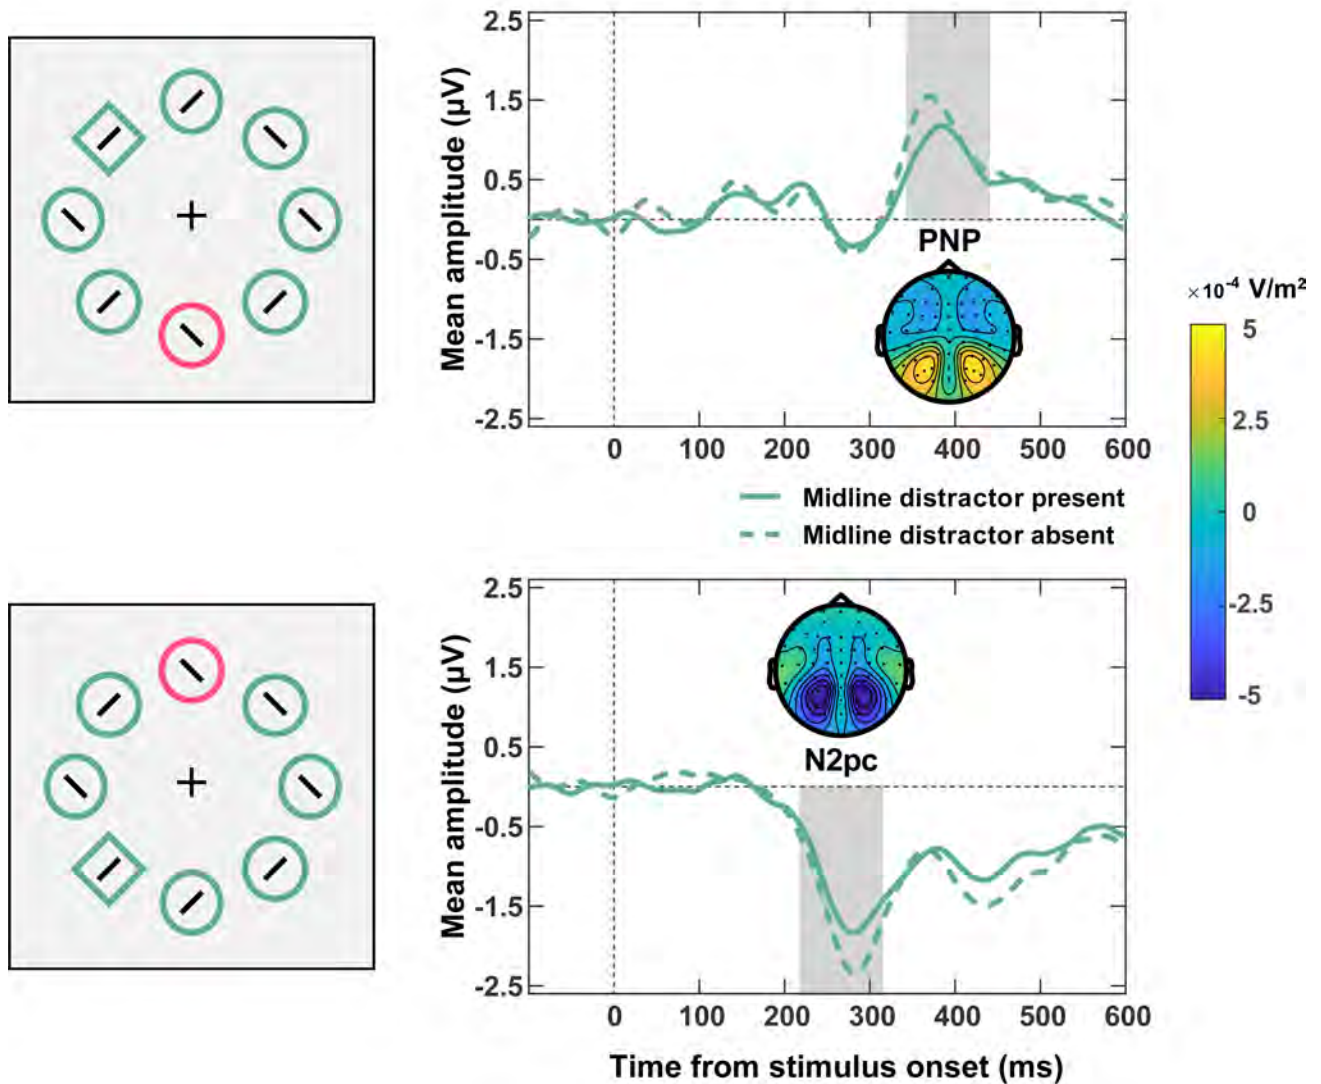 2.5
1.5
0.5
-0.5
-1.5
-2.5
Mean amplitude (µV)
PNP
0 100 200 300 400 500 600
Midline distractor present
Midline distractor absent
×10⁻⁴ V/m²
5
2.5
0
-2.5
-5
2.5
1.5
0.5
-0.5
-1.5
-2.5
Mean amplitude (µV)
N2pc
0 100 200 300 400 500 600
Time from stimulus onset (ms)